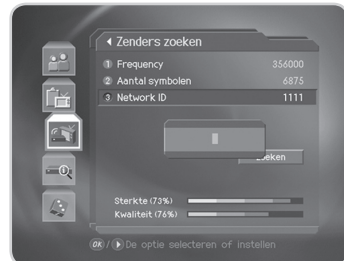 Zenders zoeken
1 Frequency 356000
2 Aantal symbolen 6875
3 Network ID 1111
Sterkte (73%)
Kwaliteit (76%)
OK / De optie selecteren of instellen